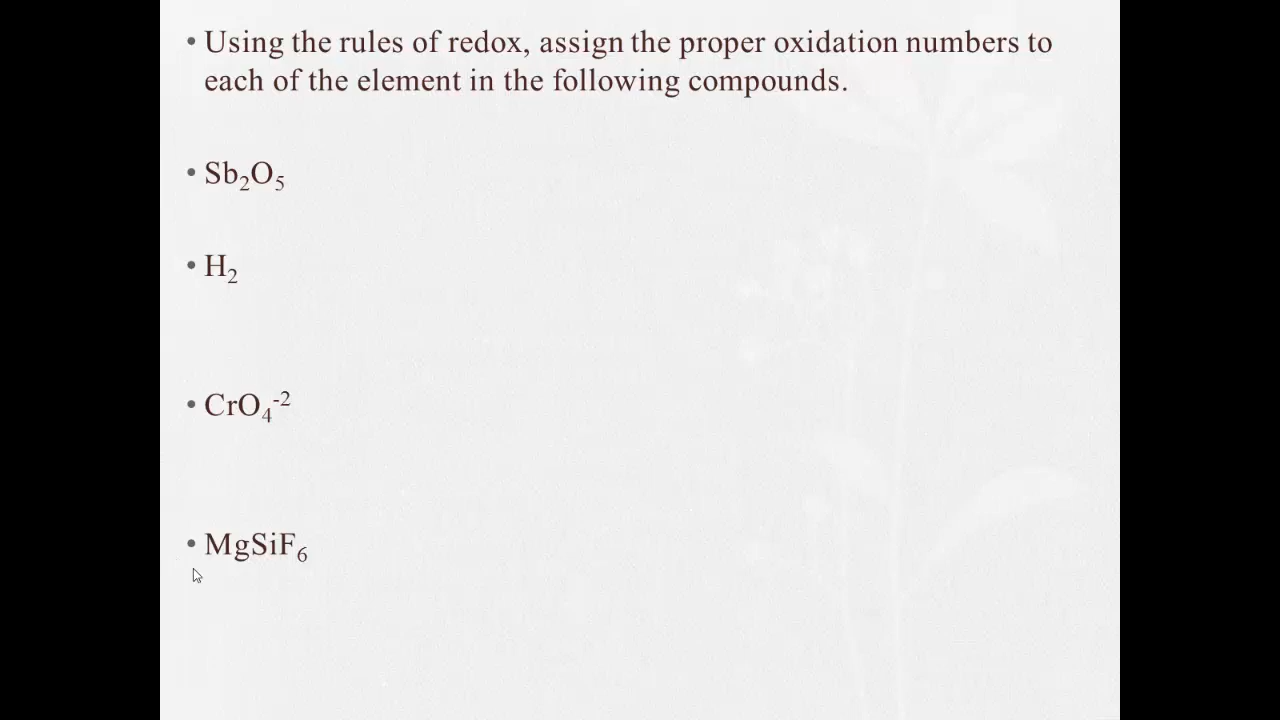 • Using the rules of redox, assign the proper oxidation numbers to
each of the element in the following compounds.
• Sb₂O₅
• H₂
• CrO₄⁻²
• MgSiF₆